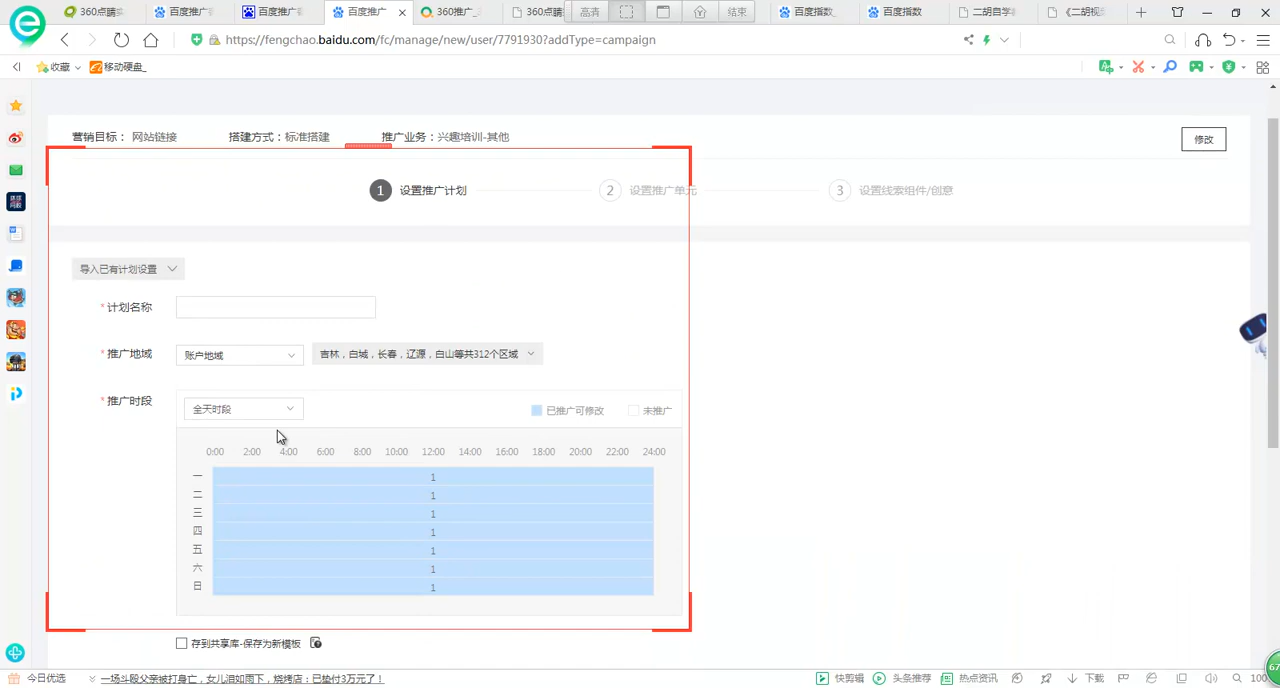 360点睛实
百度推广
百度推广
百度推广
360推广
360点睛
高清
结束
百度指数
百度指数
二胡自学
《二胡视
https://fengchao.baidu.com/fc/manage/new/user/7791930?addType=campaign
收藏
移动硬盘_
营销目标： 网站链接 搭建方式：标准搭建 推广业务：兴趣培训-其他
修改
1 设置推广计划 2 设置推广单元 3 设置线索组件/创意
导入已有计划设置
*计划名称
*推广地域 账户地域 吉林，白城，长春，辽源，白山等共312个区域
*推广时段 全天时段 已推广可修改 未推广
0:00 2:00 4:00 6:00 8:00 10:00 12:00 14:00 16:00 18:00 20:00 22:00 24:00
一 1
二 1
三 1
四 1
五 1
六 1
日 1
存到共享库-保存为新模板
今日优选 一场斗殴父亲被打身亡，女儿泪如雨下，烧烤店：已垫付3万元了！ 快剪辑 头条推荐 热点资讯 下载 100
67